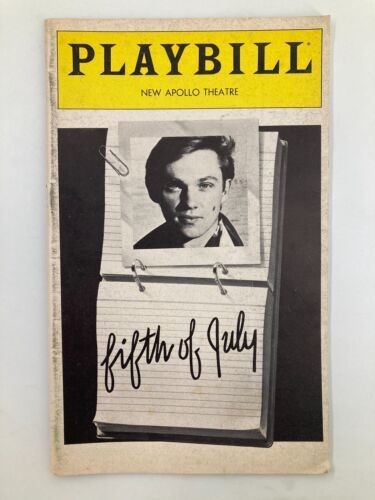 PLAYBILL
NEW APOLLO THEATRE
fifth of July